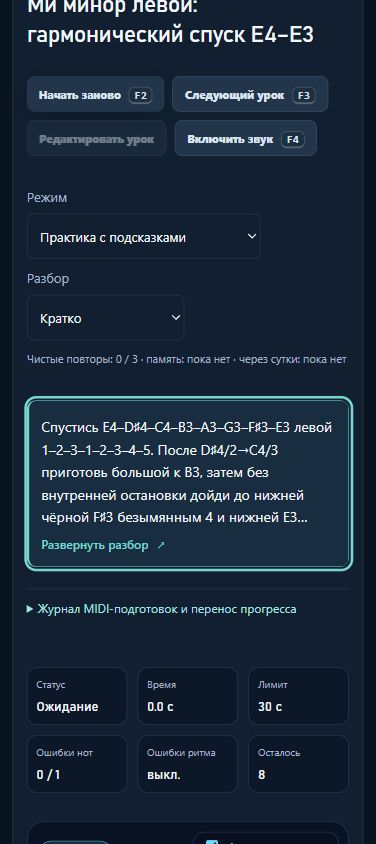 Ми минор левой:
гармонический спуск E4–E3
Начать заново F2
Следующий урок F3
Редактировать урок
Включить звук F4
Режим
Практика с подсказками
Разбор
Кратко
Чистые повторы: 0 / 3 · память: пока нет · через сутки: пока нет
Спустись E4–D♯4–C4–B3–A3–G3–F♯3–E3 левой
1–2–3–1–2–3–4–5. После D♯4/2→C4/3
приготовь большой к B3, затем без
внутренней остановки дойди до нижней
чёрной F♯3 безымянным 4 и нижней E3...
Развернуть разбор ↗
▶ Журнал MIDI-подготовок и перенос прогресса
Статус
Ожидание
Время
0.0 с
Лимит
30 с
Ошибки нот
0 / 1
Ошибки ритма
выкл.
Осталось
8